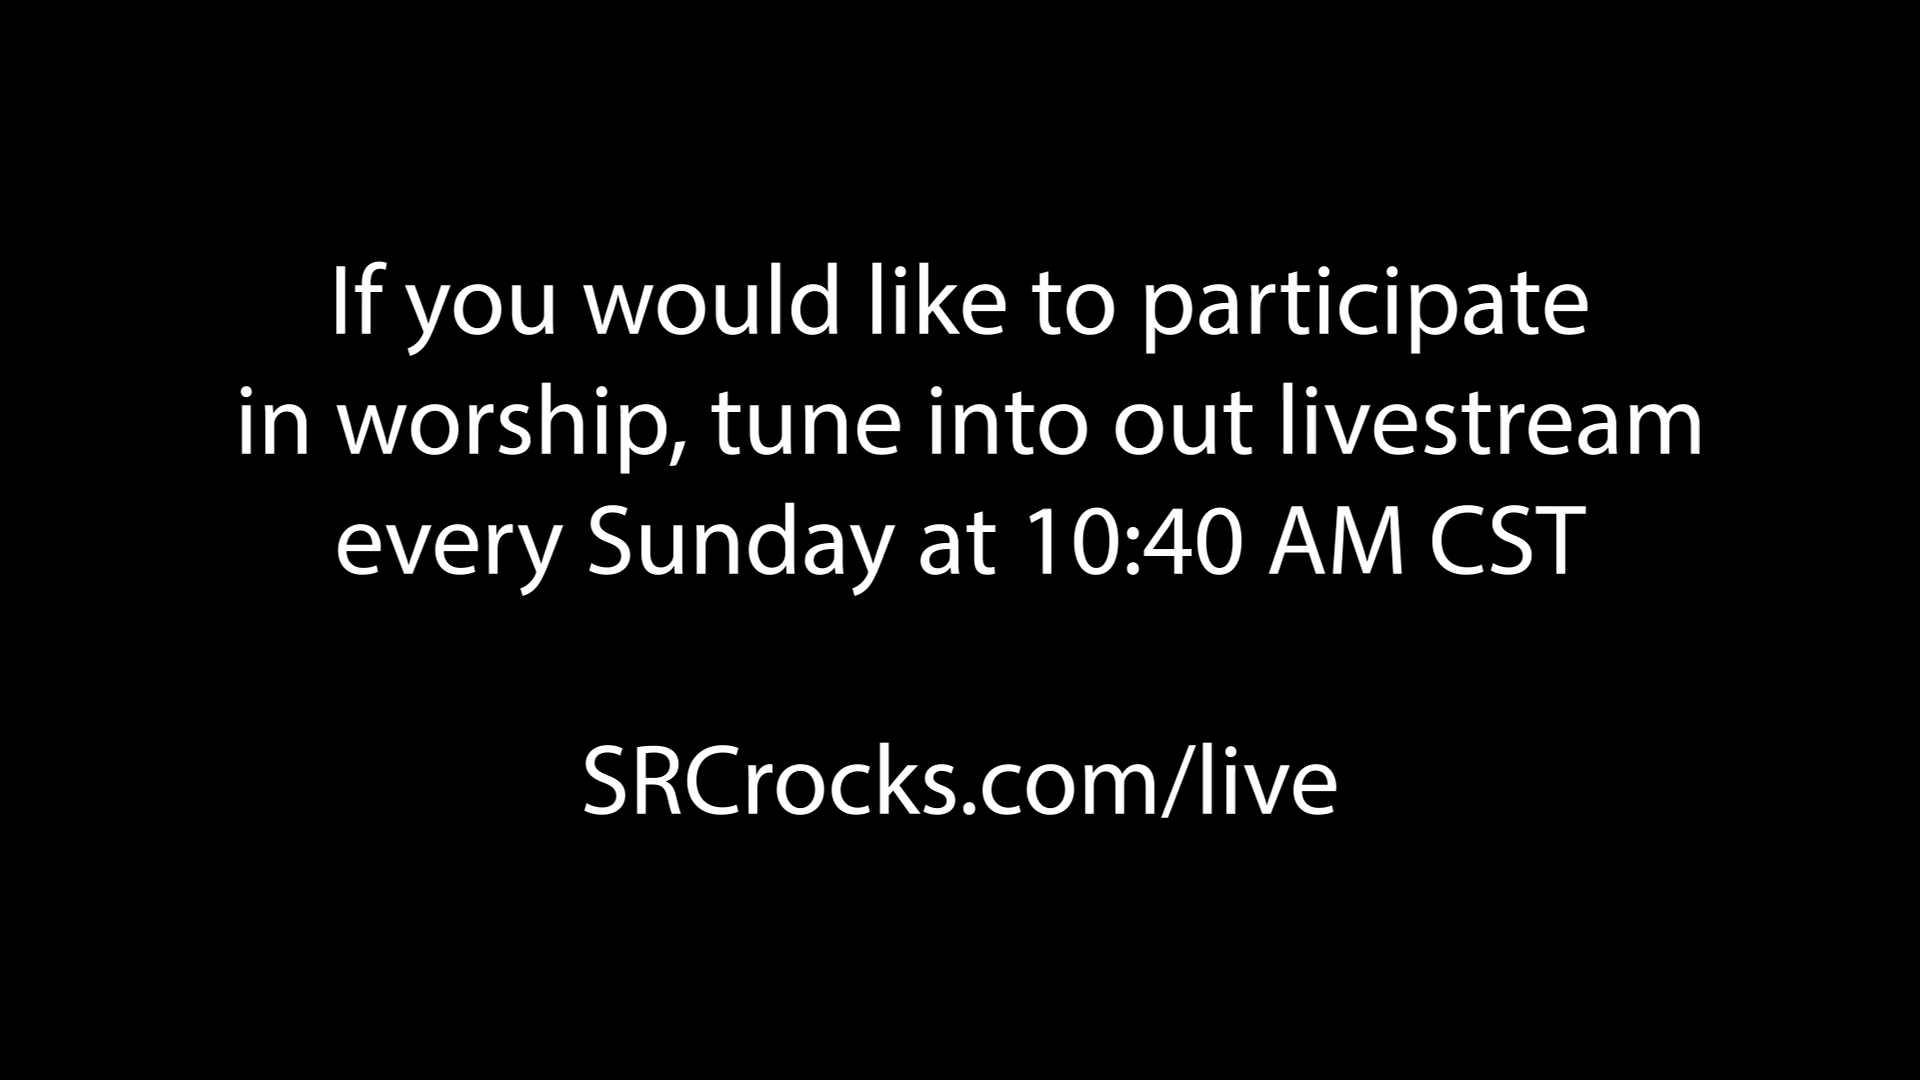 If you would like to participate
in worship, tune into out livestream
every Sunday at 10:40 AM CST
SRCrocks.com/live